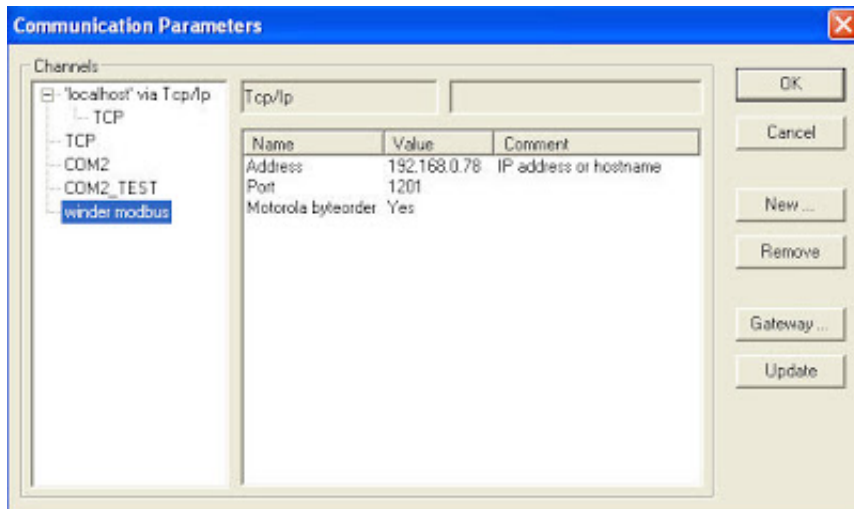 Communication Parameters
Channels
'localhost' via Tcp/Ip
TCP
TCP
COM2
COM2_TEST
winder modbus
Tcp/Ip
Name Value Comment
Address 192.168.0.78 IP address or hostname
Port 1201
Motorola byteorder Yes
OK
Cancel
New ...
Remove
Gateway ...
Update